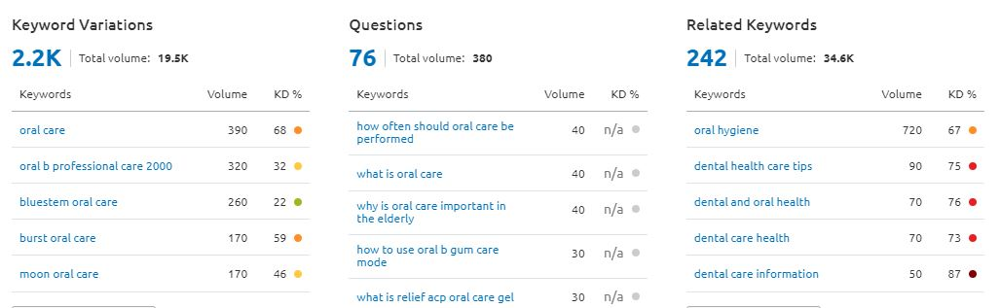 Keyword Variations
2.2K Total volume: 19.5K
Keywords Volume KD %
oral care 390 68
oral b professional care 2000 320 32
bluestem oral care 260 22
burst oral care 170 59
moon oral care 170 46
Questions
76 Total volume: 380
Keywords Volume KD %
how often should oral care be
performed 40 n/a
what is oral care 40 n/a
why is oral care important in
the elderly 40 n/a
how to use oral b gum care
mode 30 n/a
what is relief acp oral care gel 30 n/a
Related Keywords
242 Total volume: 34.6K
Keywords Volume KD %
oral hygiene 720 67
dental health care tips 90 75
dental and oral health 70 76
dental care health 70 73
dental care information 50 87